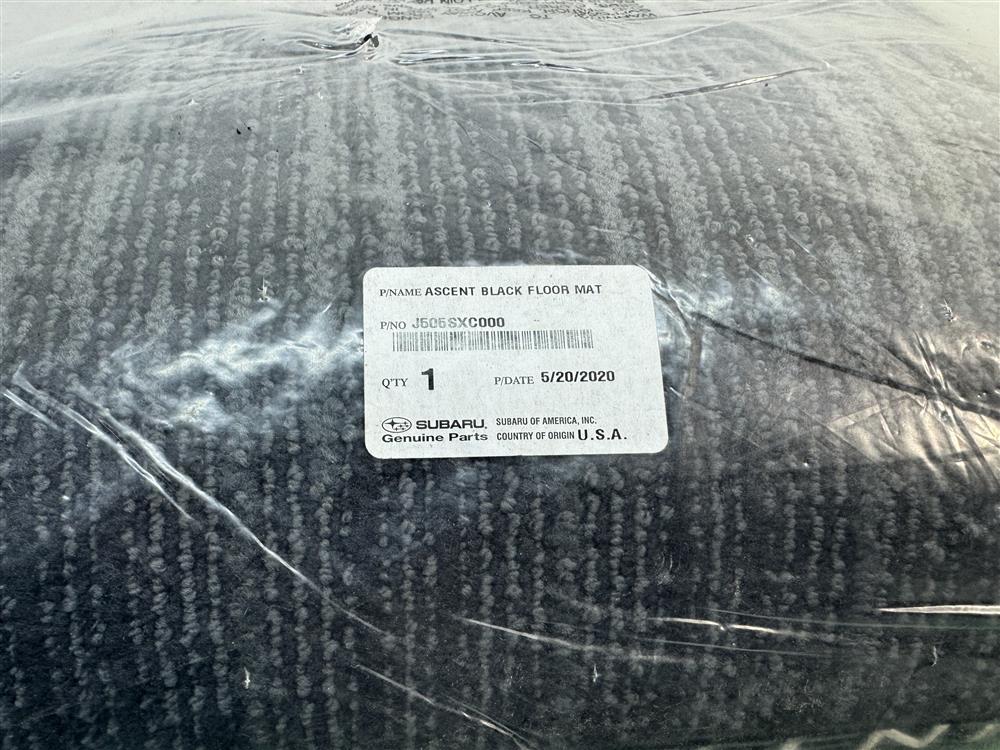 P/NAME ASCENT BLACK FLOOR MAT
P/NO J505SXC000
Q'TY 1 P/DATE 5/20/2020
SUBARU. SUBARU OF AMERICA, INC.
Genuine Parts COUNTRY OF ORIGIN U.S.A.